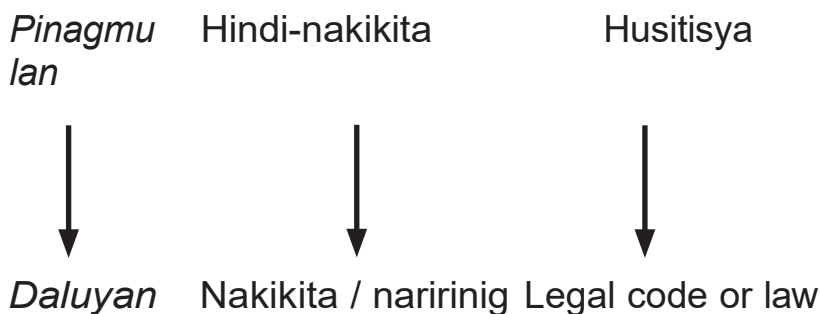 Pinagmu Hindi-nakikita Husitisya
lan
Daluyan Nakikita / naririnig Legal code or law